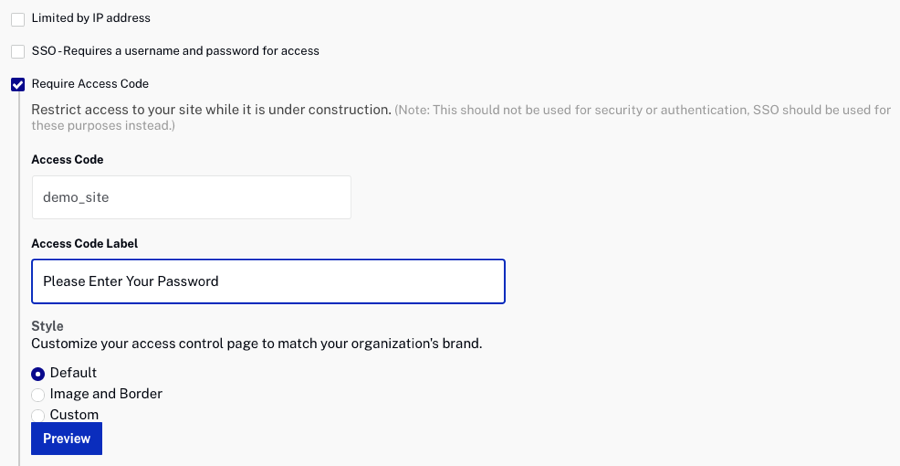 Limited by IP address
SSO - Requires a username and password for access
Require Access Code
Restrict access to your site while it is under construction. (Note: This should not be used for security or authentication, SSO should be used for
these purposes instead.)
Access Code
demo_site
Access Code Label
Please Enter Your Password
Style
Customize your access control page to match your organization's brand.
Default
Image and Border
Custom
Preview